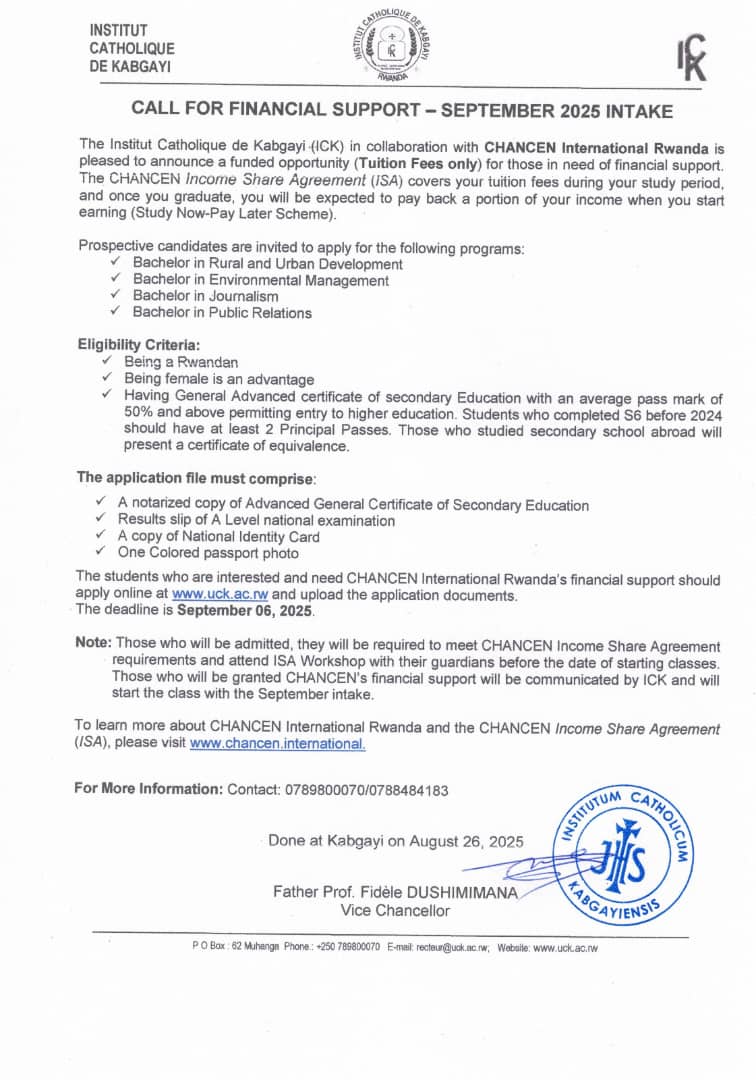 INSTITUT
CATHOLIQUE
DE KABGAYI
INSTITUT CATHOLIQUE DE KABGAYI
RWANDA
ICK
CALL FOR FINANCIAL SUPPORT – SEPTEMBER 2025 INTAKE
The Institut Catholique de Kabgayi (ICK) in collaboration with CHANCEN International Rwanda is
pleased to announce a funded opportunity (Tuition Fees only) for those in need of financial support.
The CHANCEN Income Share Agreement (ISA) covers your tuition fees during your study period,
and once you graduate, you will be expected to pay back a portion of your income when you start
earning (Study Now-Pay Later Scheme).
Prospective candidates are invited to apply for the following programs:
✓ Bachelor in Rural and Urban Development
✓ Bachelor in Environmental Management
✓ Bachelor in Journalism
✓ Bachelor in Public Relations
Eligibility Criteria:
✓ Being a Rwandan
✓ Being female is an advantage
✓ Having General Advanced certificate of secondary Education with an average pass mark of
50% and above permitting entry to higher education. Students who completed S6 before 2024
should have at least 2 Principal Passes. Those who studied secondary school abroad will
present a certificate of equivalence.
The application file must comprise:
✓ A notarized copy of Advanced General Certificate of Secondary Education
✓ Results slip of A Level national examination
✓ A copy of National Identity Card
✓ One Colored passport photo
The students who are interested and need CHANCEN International Rwanda's financial support should
apply online at www.uck.ac.rw and upload the application documents.
The deadline is September 06, 2025.
Note: Those who will be admitted, they will be required to meet CHANCEN Income Share Agreement
requirements and attend ISA Workshop with their guardians before the date of starting classes.
Those who will be granted CHANCEN's financial support will be communicated by ICK and will
start the class with the September intake.
To learn more about CHANCEN International Rwanda and the CHANCEN Income Share Agreement
(ISA), please visit www.chancen.international.
For More Information: Contact: 0789800070/0788484183
Done at Kabgayi on August 26, 2025
Father Prof. Fidèle DUSHIMIMANA
Vice Chancellor
INSTITUTUM CATHOLICUM
JHS
KABGAYIENSIS
P O Box : 62 Muhanga Phone.: +250 789800070 E-mail: recteur@uck.ac.rw; Website: www.uck.ac.rw